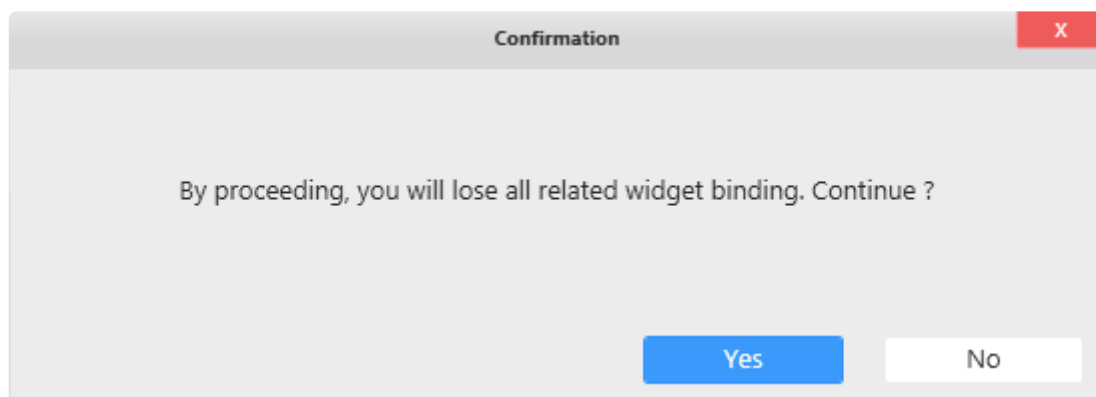 Confirmation
X
By proceeding, you will lose all related widget binding. Continue ?
Yes
No